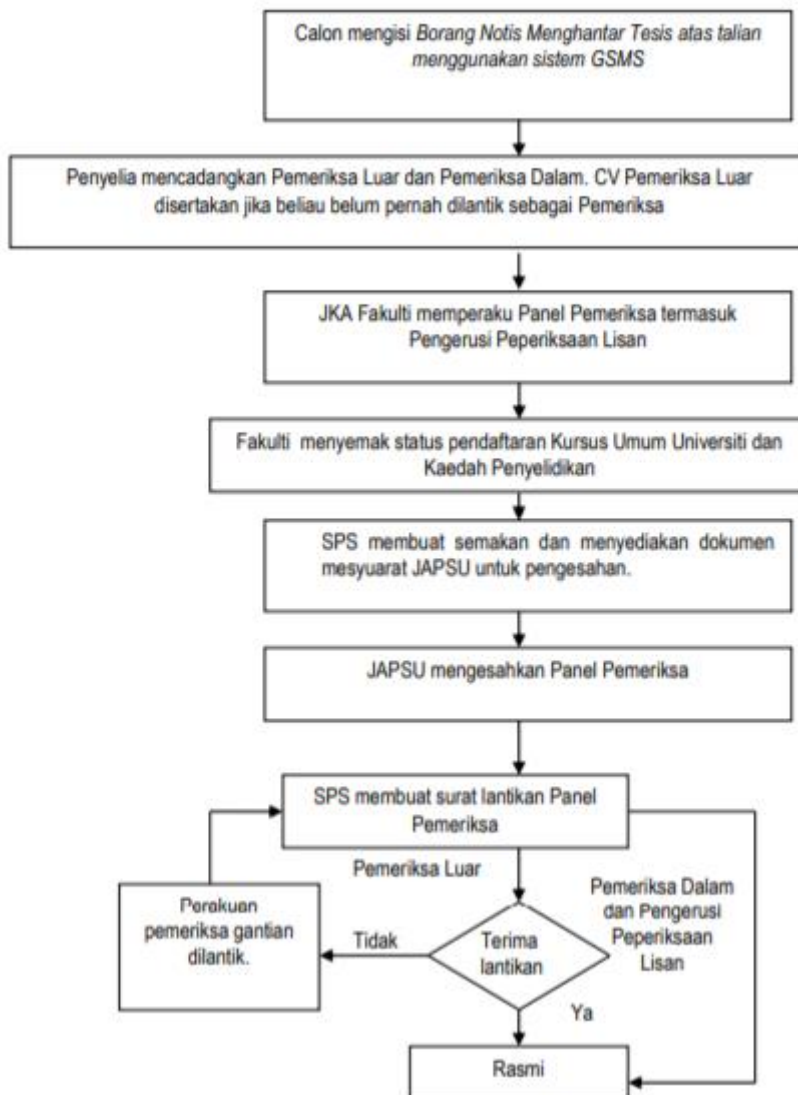 Calon mengisi Borang Notis Menghantar Tesis atas talian
menggunakan sistem GSMS
Penyelia mencadangkan Pemeriksa Luar dan Pemeriksa Dalam. CV Pemeriksa Luar
disertakan jika beliau belum pernah dilantik sebagai Pemeriksa
JKA Fakulti memperaku Panel Pemeriksa termasuk
Pengerusi Peperiksaan Lisan
Fakulti menyemak status pendaftaran Kursus Umum Universiti dan
Kaedah Penyelidikan
SPS membuat semakan dan menyediakan dokumen
mesyuarat JAPSU untuk pengesahan.
JAPSU mengesahkan Panel Pemeriksa
SPS membuat surat lantikan Panel
Pemeriksa
Pemeriksa Luar
Perakuan
pemeriksa gantian
dilantik.
Tidak
Terima
lantikan
Pemeriksa Dalam
dan Pengerusi
Peperiksaan
Lisan
Ya
Rasmi